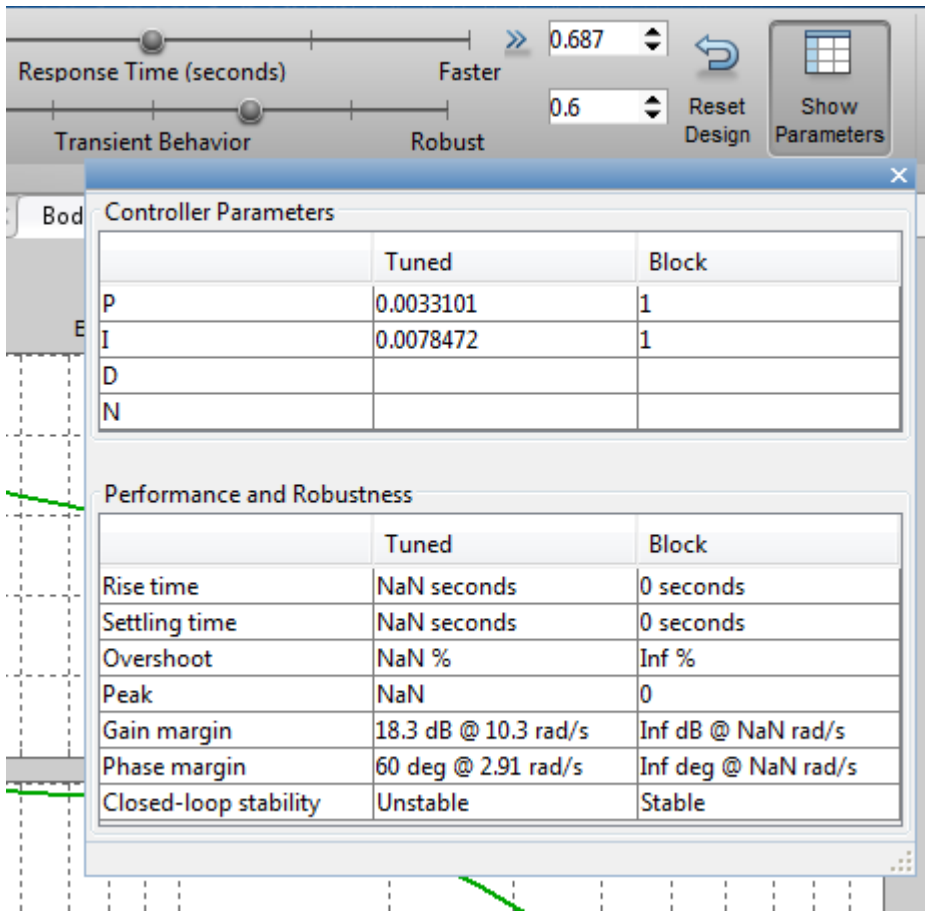 0.687
Response Time (seconds) Faster
0.6
Reset Design
Show Parameters
Transient Behavior Robust
Bod
Controller Parameters
Tuned Block
P 0.0033101 1
I 0.0078472 1
D
N
Performance and Robustness
Tuned Block
Rise time NaN seconds 0 seconds
Settling time NaN seconds 0 seconds
Overshoot NaN % Inf %
Peak NaN 0
Gain margin 18.3 dB @ 10.3 rad/s Inf dB @ NaN rad/s
Phase margin 60 deg @ 2.91 rad/s Inf deg @ NaN rad/s
Closed-loop stability Unstable Stable